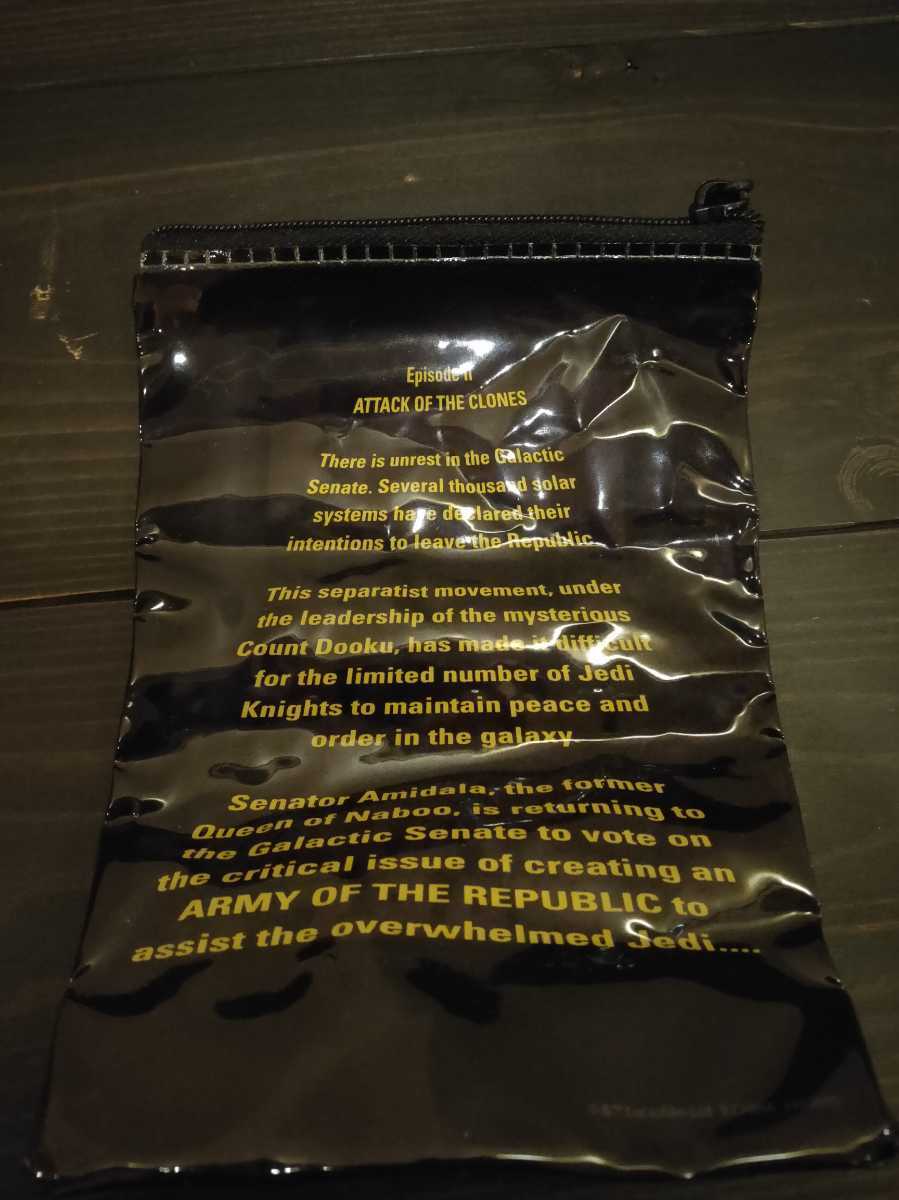 Episode II
ATTACK OF THE CLONES
There is unrest in the Galactic
Senate. Several thousand solar
systems have declared their
intentions to leave the Republic.
This separatist movement, under
the leadership of the mysterious
Count Dooku, has made it difficult
for the limited number of Jedi
Knights to maintain peace and
order in the galaxy.
Senator Amidala, the former
Queen of Naboo, is returning to
the Galactic Senate to vote on
the critical issue of creating an
ARMY OF THE REPUBLIC to
assist the overwhelmed Jedi....